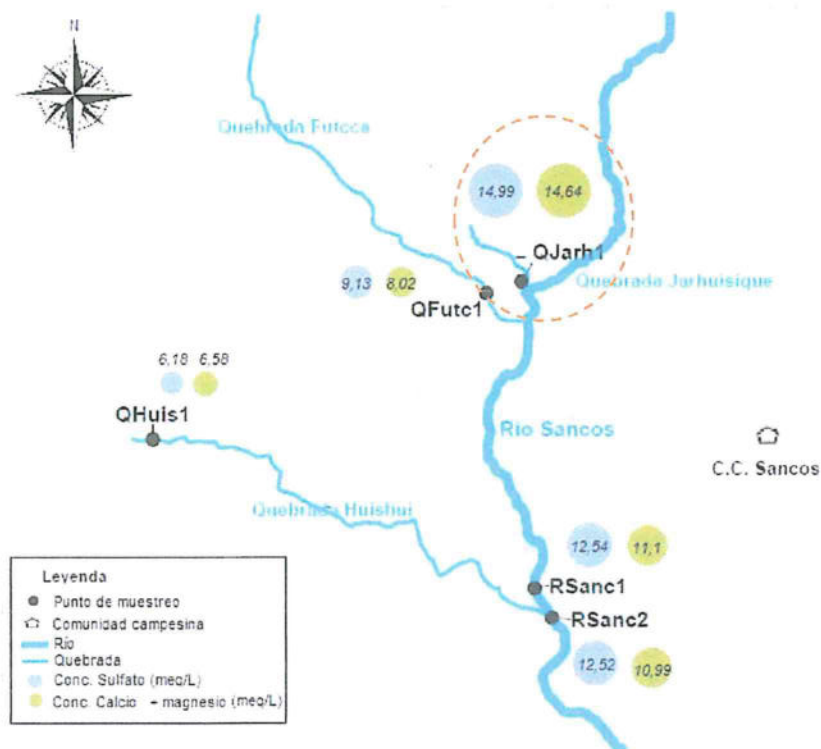 N
Quebrada Futcca
14,99 14,64
QJarh1
Quebrada Jarhuisique
9,13 8,02
QFutc1
6,18 6,58
QHuis1
Río Sancos
C.C. Sancos
Quebrada Huishui
12,54 11,1
RSanc1
RSanc2
12,52 10,99
Leyenda
Punto de muestreo
Comunidad campesina
Río
Quebrada
Conc. Sulfato (meq/L)
Conc. Calcio + magnesio (meq/L)